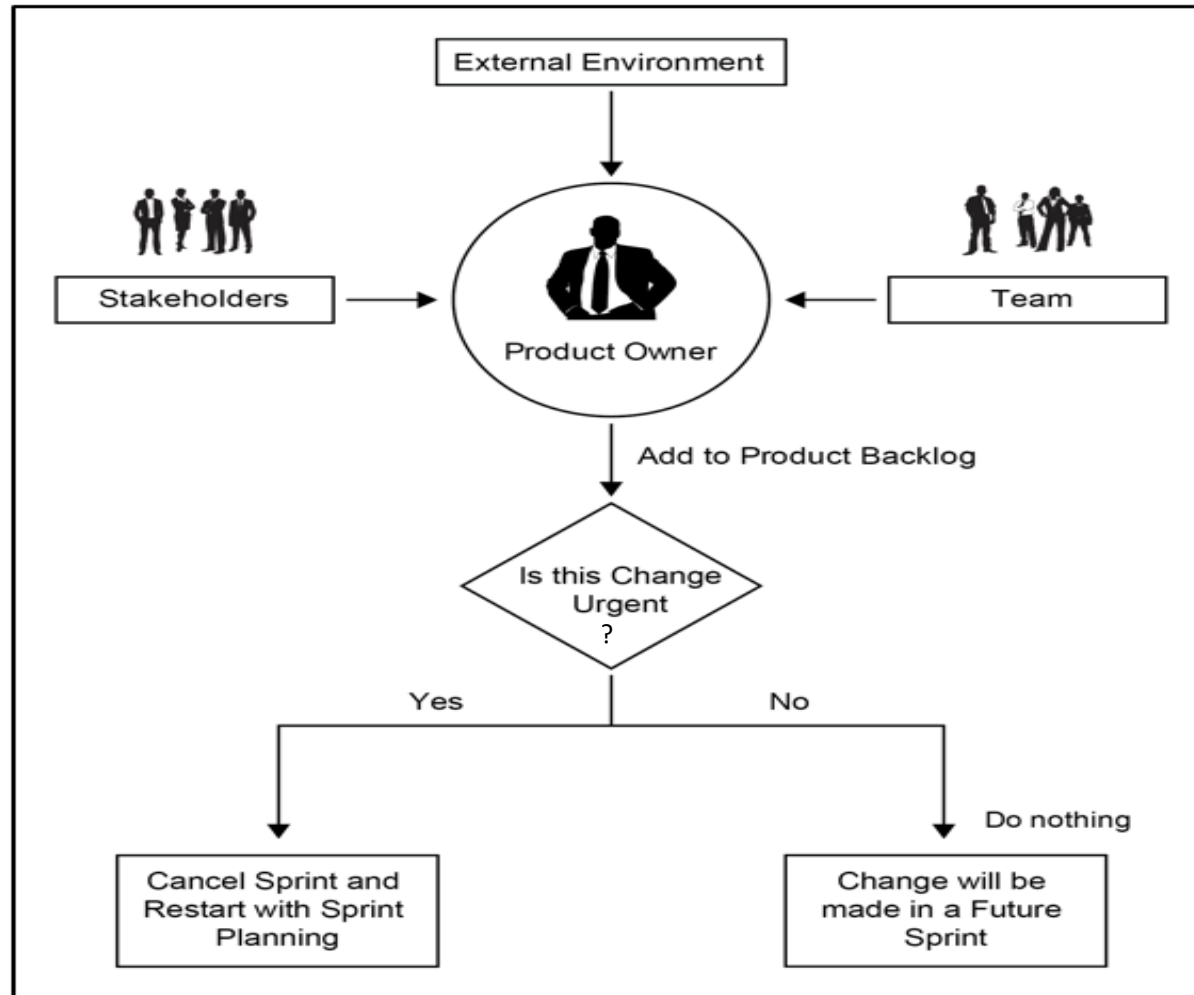 External Environment
Stakeholders
Team
Product Owner
Add to Product Backlog
Is this Change
Urgent
?
Yes
No
Do nothing
Cancel Sprint and
Restart with Sprint
Planning
Change will be
made in a Future
Sprint